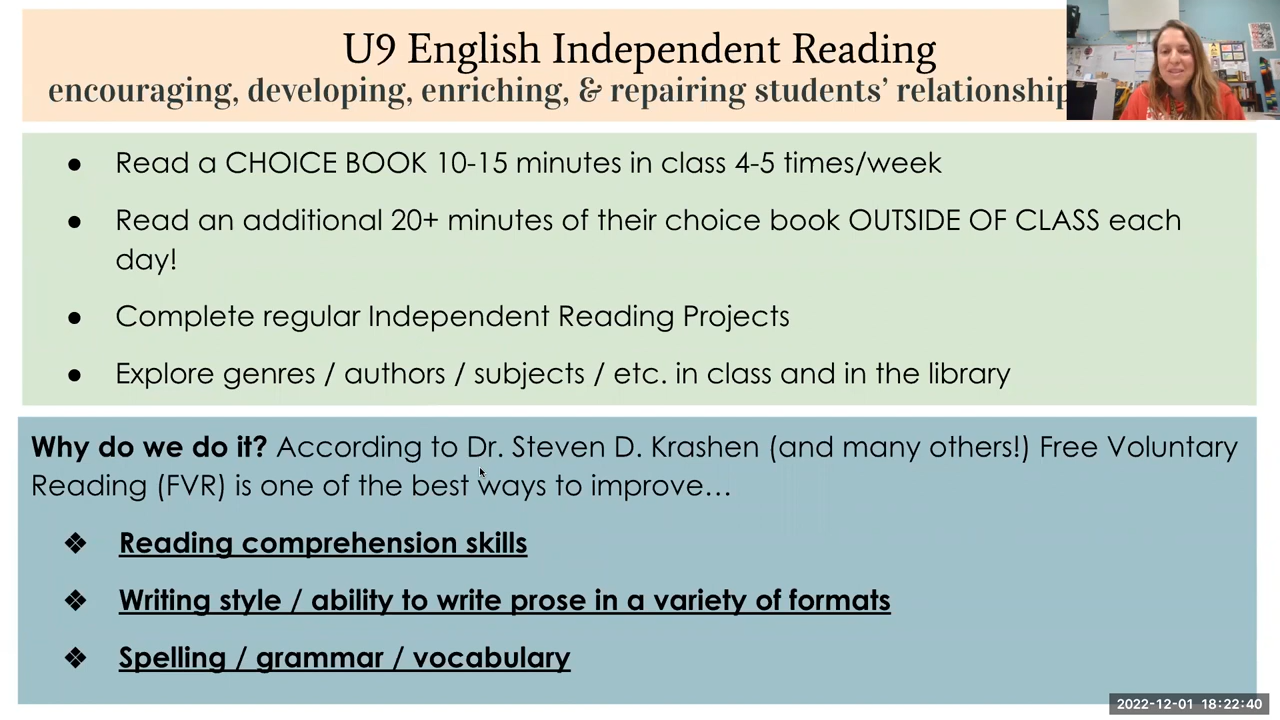 U9 English Independent Reading
encouraging, developing, enriching, & repairing students’ relationship
● Read a CHOICE BOOK 10-15 minutes in class 4-5 times/week
● Read an additional 20+ minutes of their choice book OUTSIDE OF CLASS each
day!
● Complete regular Independent Reading Projects
● Explore genres / authors / subjects / etc. in class and in the library
Why do we do it? According to Dr. Steven D. Krashen (and many others!) Free Voluntary
Reading (FVR) is one of the best ways to improve…
❖ Reading comprehension skills
❖ Writing style / ability to write prose in a variety of formats
❖ Spelling / grammar / vocabulary
2022-12-01 18:22:40